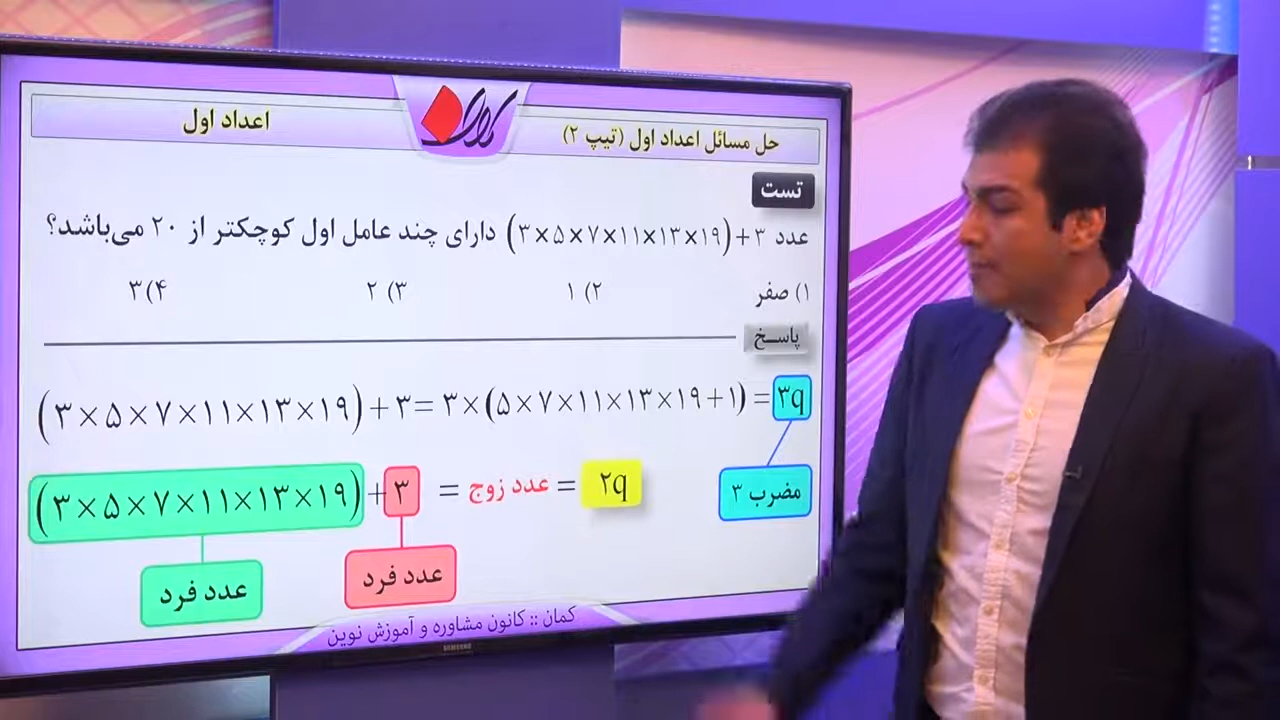 حل مسائل اعداد اول (تیپ ۲)
اعداد اول
تست
عدد ۳+(۳×۵×۷×۱۱×۱۳×۱۹) دارای چند عامل اول کوچکتر از ۲۰ می‌باشد؟
۱) صفر ۲) ۱ ۳) ۲ ۴) ۳
پاسخ
(۳×۵×۷×۱۱×۱۳×۱۹)+۳=۳×(۵×۷×۱۱×۱۳×۱۹+۱)=۳q
(۳×۵×۷×۱۱×۱۳×۱۹)+۳ = عدد زوج = ۲q
مضرب ۳
عدد فرد
عدد فرد
کمان :: کانون مشاوره و آموزش نوین
SAMSUNG